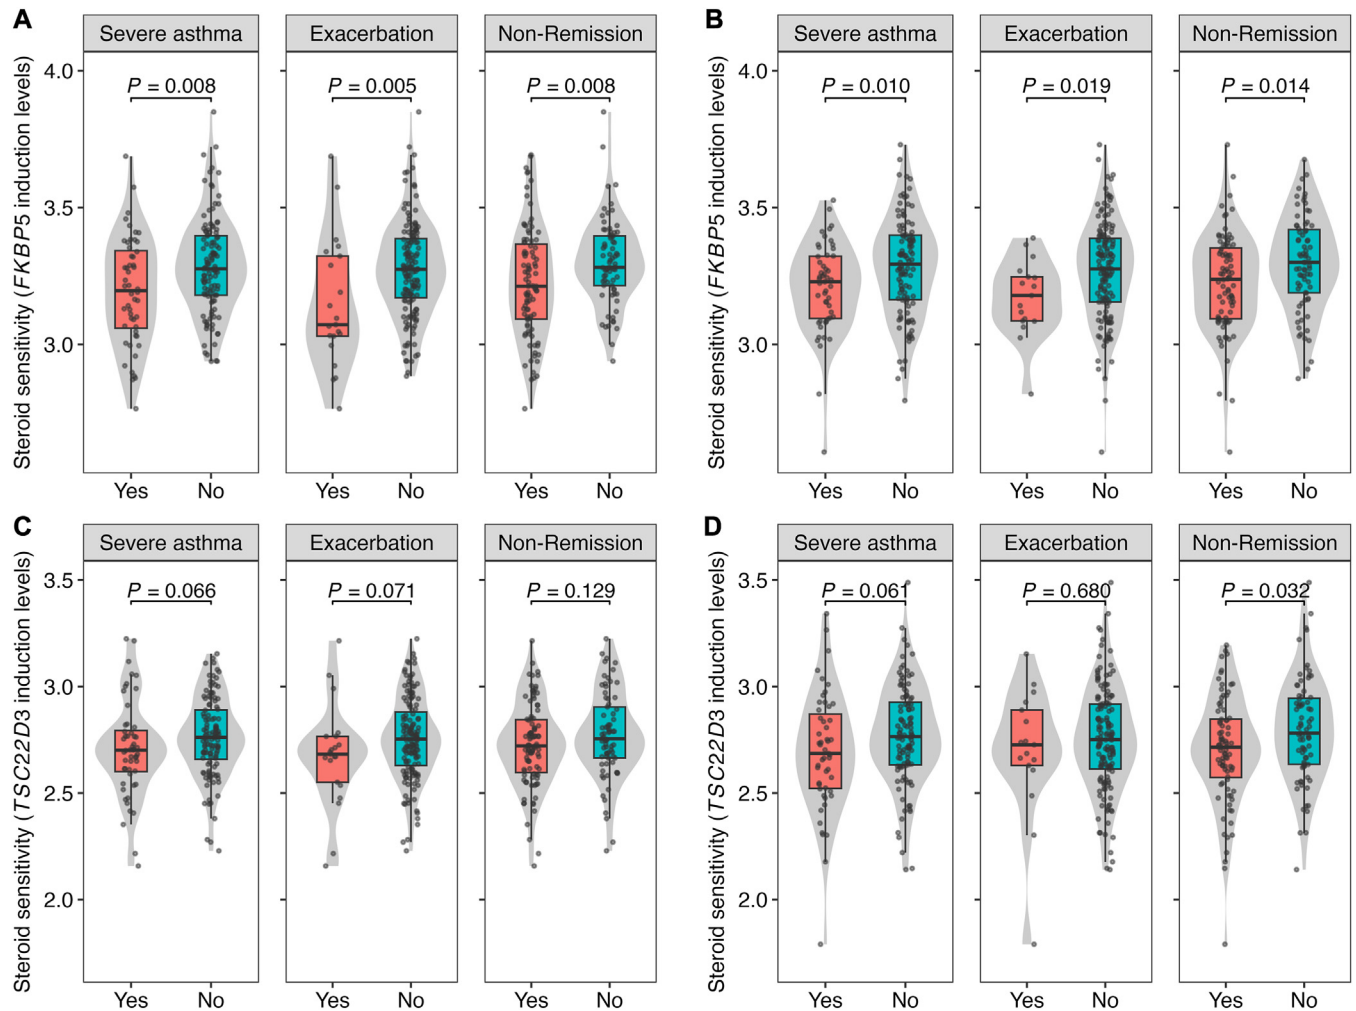 A
Severe asthma Exacerbation Non-Remission
Steroid sensitivity (FKBP5 induction levels)
4.0
P = 0.008 P = 0.005 P = 0.008
3.5
3.0
Yes No Yes No Yes No
B
Severe asthma Exacerbation Non-Remission
Steroid sensitivity (FKBP5 induction levels)
4.0
P = 0.010 P = 0.019 P = 0.014
3.5
3.0
Yes No Yes No Yes No
C
Severe asthma Exacerbation Non-Remission
Steroid sensitivity (TSC22D3 induction levels)
3.5
P = 0.066 P = 0.071 P = 0.129
3.0
2.5
2.0
Yes No Yes No Yes No
D
Severe asthma Exacerbation Non-Remission
Steroid sensitivity (TSC22D3 induction levels)
3.5
P = 0.061 P = 0.680 P = 0.032
3.0
2.5
2.0
Yes No Yes No Yes No